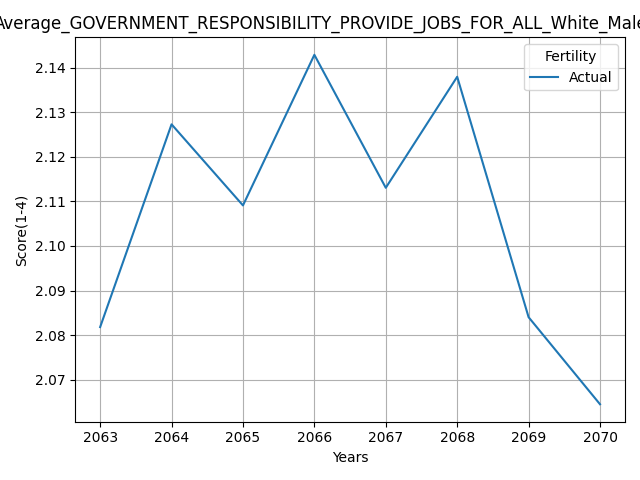 Average_GOVERNMENT_RESPONSIBILITY_PROVIDE_JOBS_FOR_ALL_White_Male
Fertility
Actual
Score(1-4)
2.14
2.13
2.12
2.11
2.10
2.09
2.08
2.07
2063 2064 2065 2066 2067 2068 2069 2070
Years